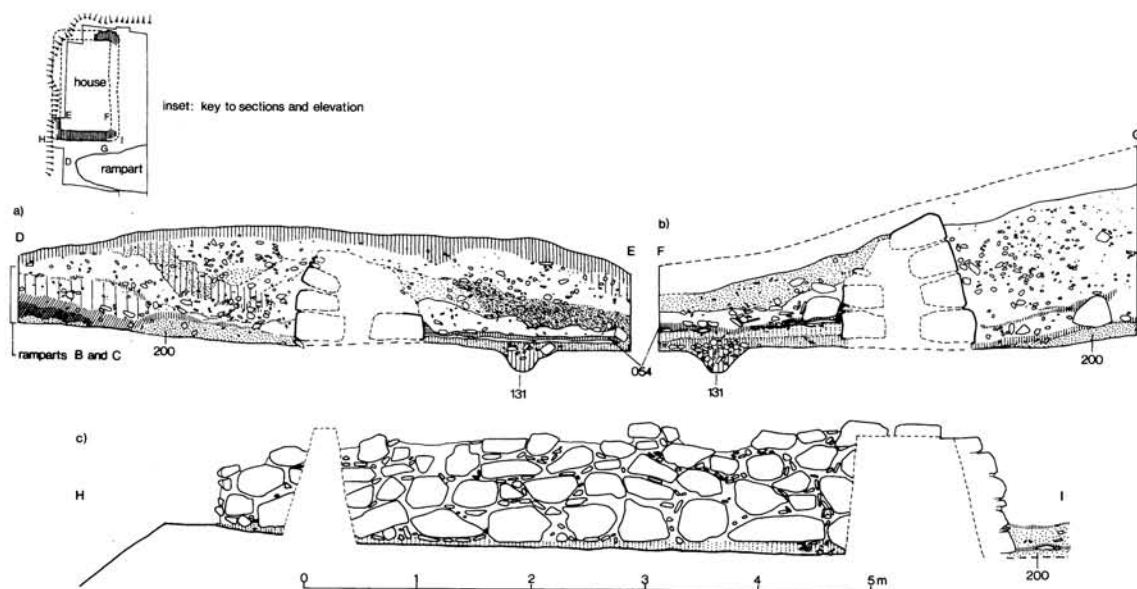 house
inset: key to sections and elevation
E F
H I
G
D
rampart
a)
D
E
ramparts B and C
200
131
054
b)
F
G
131
200
c)
H
I
200
0 1 2 3 4 5m